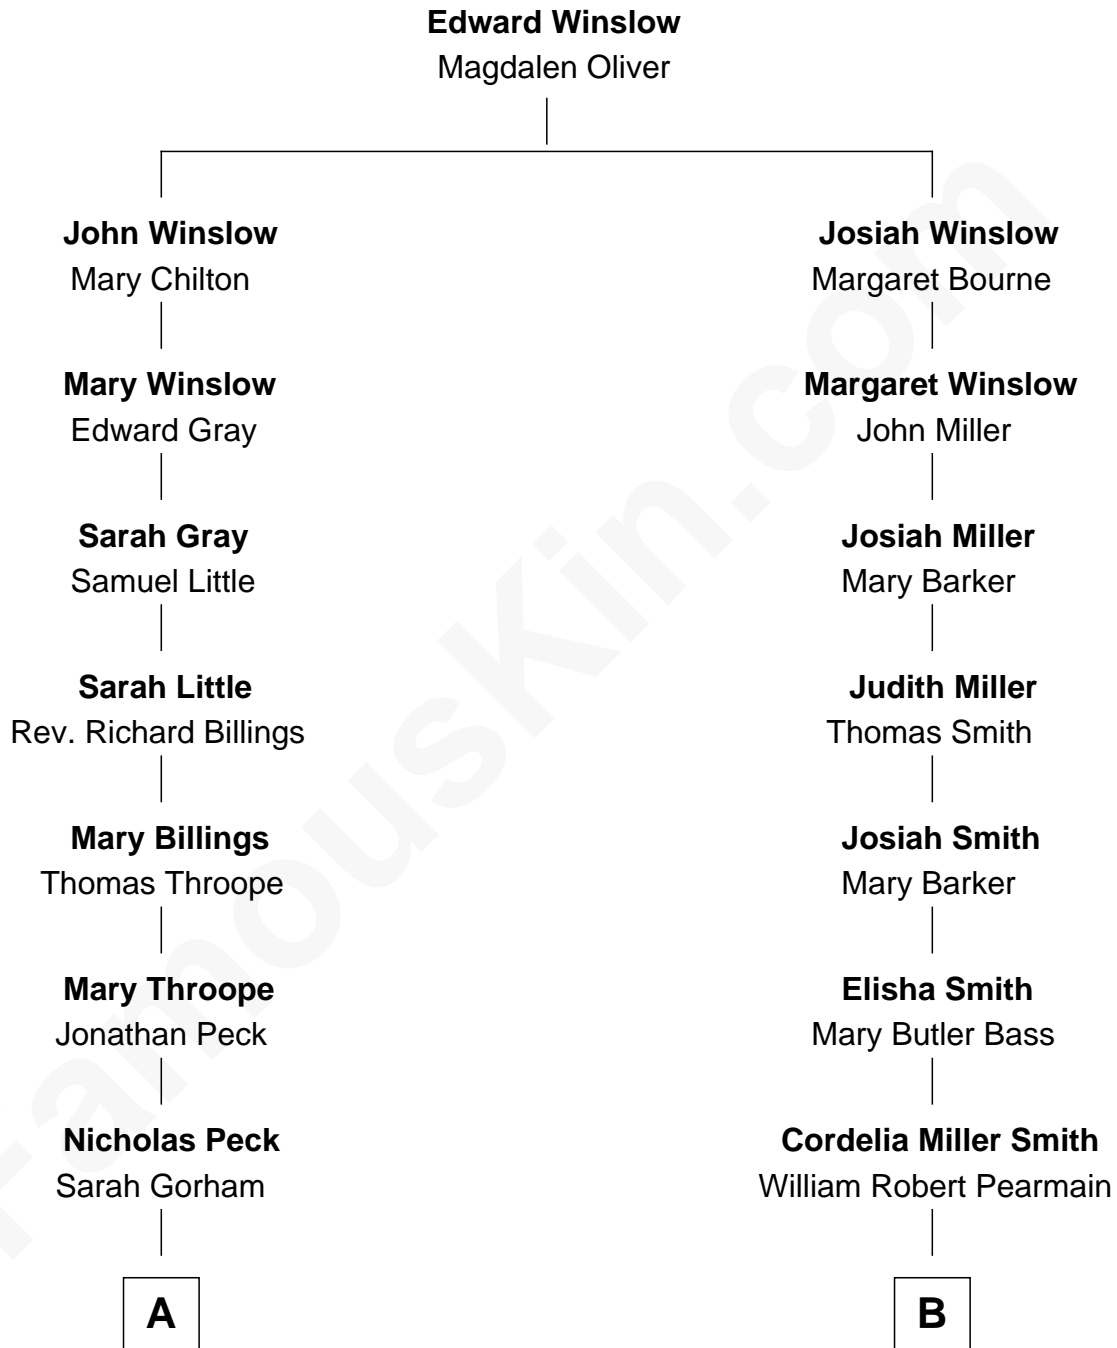 Edward Winslow
Magdalen Oliver
John Winslow
Mary Chilton
Josiah Winslow
Margaret Bourne
Mary Winslow
Edward Gray
Margaret Winslow
John Miller
Sarah Gray
Samuel Little
Josiah Miller
Mary Barker
Sarah Little
Rev. Richard Billings
Judith Miller
Thomas Smith
Mary Billings
Thomas Throope
Josiah Smith
Mary Barker
Mary Throope
Jonathan Peck
Elisha Smith
Mary Butler Bass
Nicholas Peck
Sarah Gorham
Cordelia Miller Smith
William Robert Pearmain
A
B
FamousKin.com